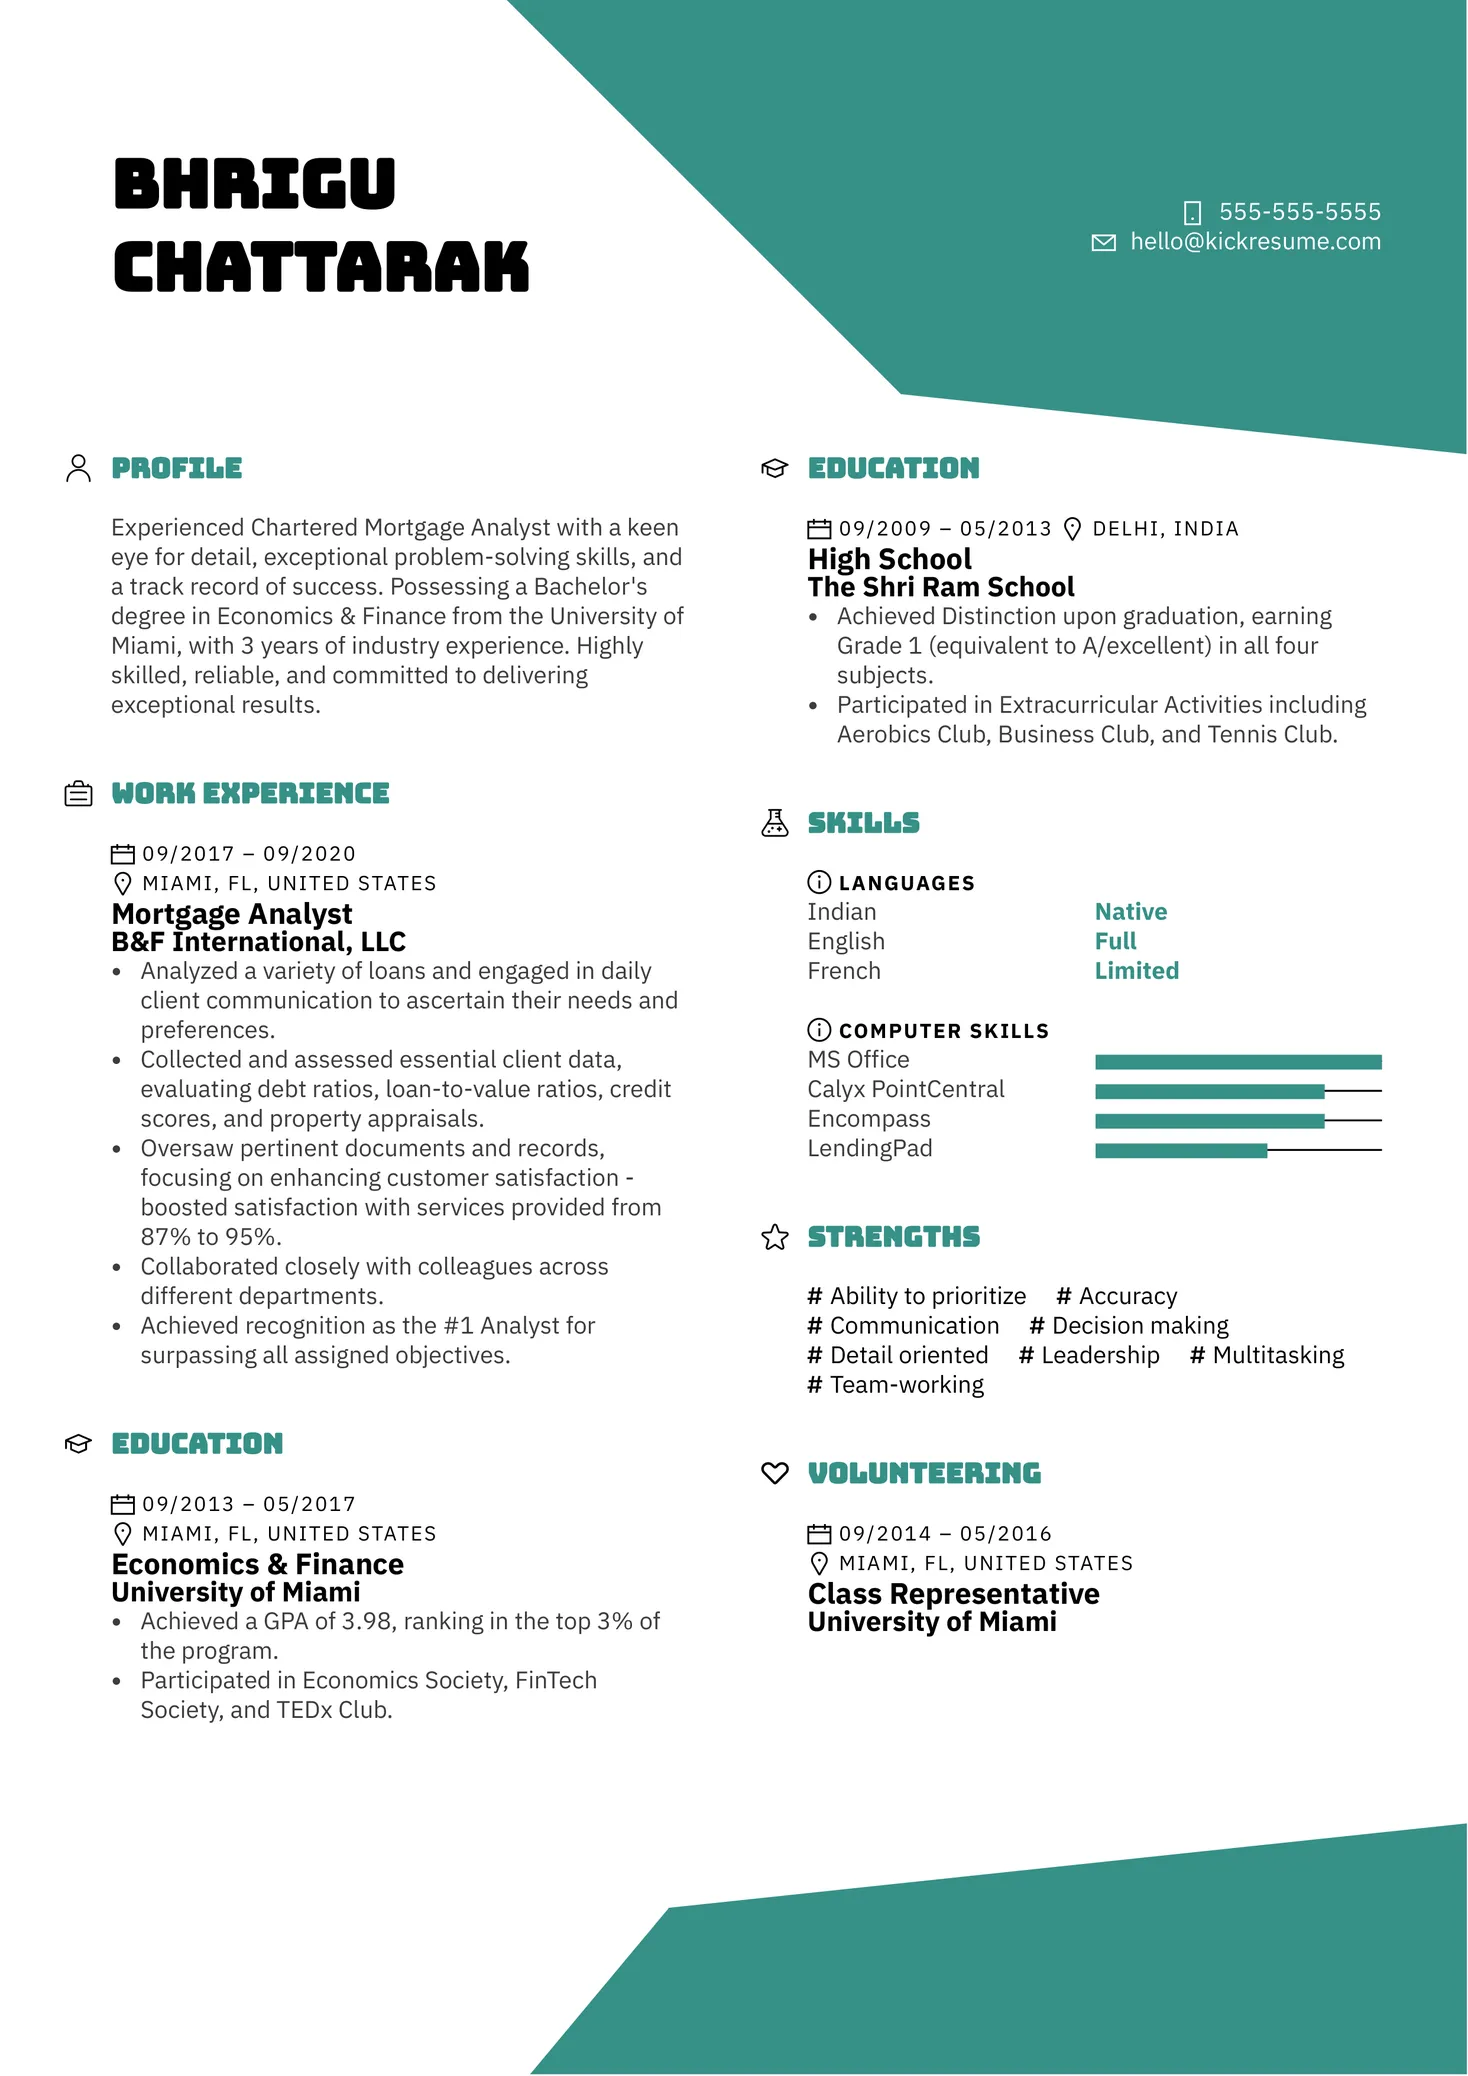 BHRIGU
CHATTARAK
555-555-5555
hello@kickresume.com
PROFILE
Experienced Chartered Mortgage Analyst with a keen
eye for detail, exceptional problem-solving skills, and
a track record of success. Possessing a Bachelor's
degree in Economics & Finance from the University of
Miami, with 3 years of industry experience. Highly
skilled, reliable, and committed to delivering
exceptional results.
WORK EXPERIENCE
09/2017 – 09/2020
MIAMI, FL, UNITED STATES
Mortgage Analyst
B&F International, LLC
• Analyzed a variety of loans and engaged in daily
client communication to ascertain their needs and
preferences.
• Collected and assessed essential client data,
evaluating debt ratios, loan-to-value ratios, credit
scores, and property appraisals.
• Oversaw pertinent documents and records,
focusing on enhancing customer satisfaction -
boosted satisfaction with services provided from
87% to 95%.
• Collaborated closely with colleagues across
different departments.
• Achieved recognition as the #1 Analyst for
surpassing all assigned objectives.
EDUCATION
09/2013 – 05/2017
MIAMI, FL, UNITED STATES
Economics & Finance
University of Miami
• Achieved a GPA of 3.98, ranking in the top 3% of
the program.
• Participated in Economics Society, FinTech
Society, and TEDx Club.
EDUCATION
09/2009 – 05/2013 DELHI, INDIA
High School
The Shri Ram School
• Achieved Distinction upon graduation, earning
Grade 1 (equivalent to A/excellent) in all four
subjects.
• Participated in Extracurricular Activities including
Aerobics Club, Business Club, and Tennis Club.
SKILLS
LANGUAGES
Indian Native
English Full
French Limited
COMPUTER SKILLS
MS Office
Calyx PointCentral
Encompass
LendingPad
STRENGTHS
# Ability to prioritize # Accuracy
# Communication # Decision making
# Detail oriented # Leadership # Multitasking
# Team-working
VOLUNTEERING
09/2014 – 05/2016
MIAMI, FL, UNITED STATES
Class Representative
University of Miami